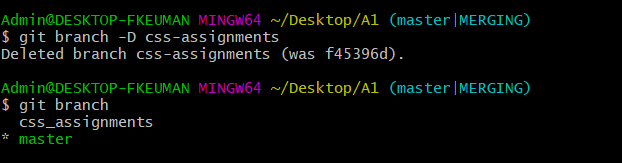 Admin@DESKTOP-FKEUMAN MINGW64 ~/Desktop/A1 (master|MERGING)
$ git branch -D css-assignments
Deleted branch css-assignments (was f45396d).
Admin@DESKTOP-FKEUMAN MINGW64 ~/Desktop/A1 (master|MERGING)
$ git branch
  css_assignments
* master